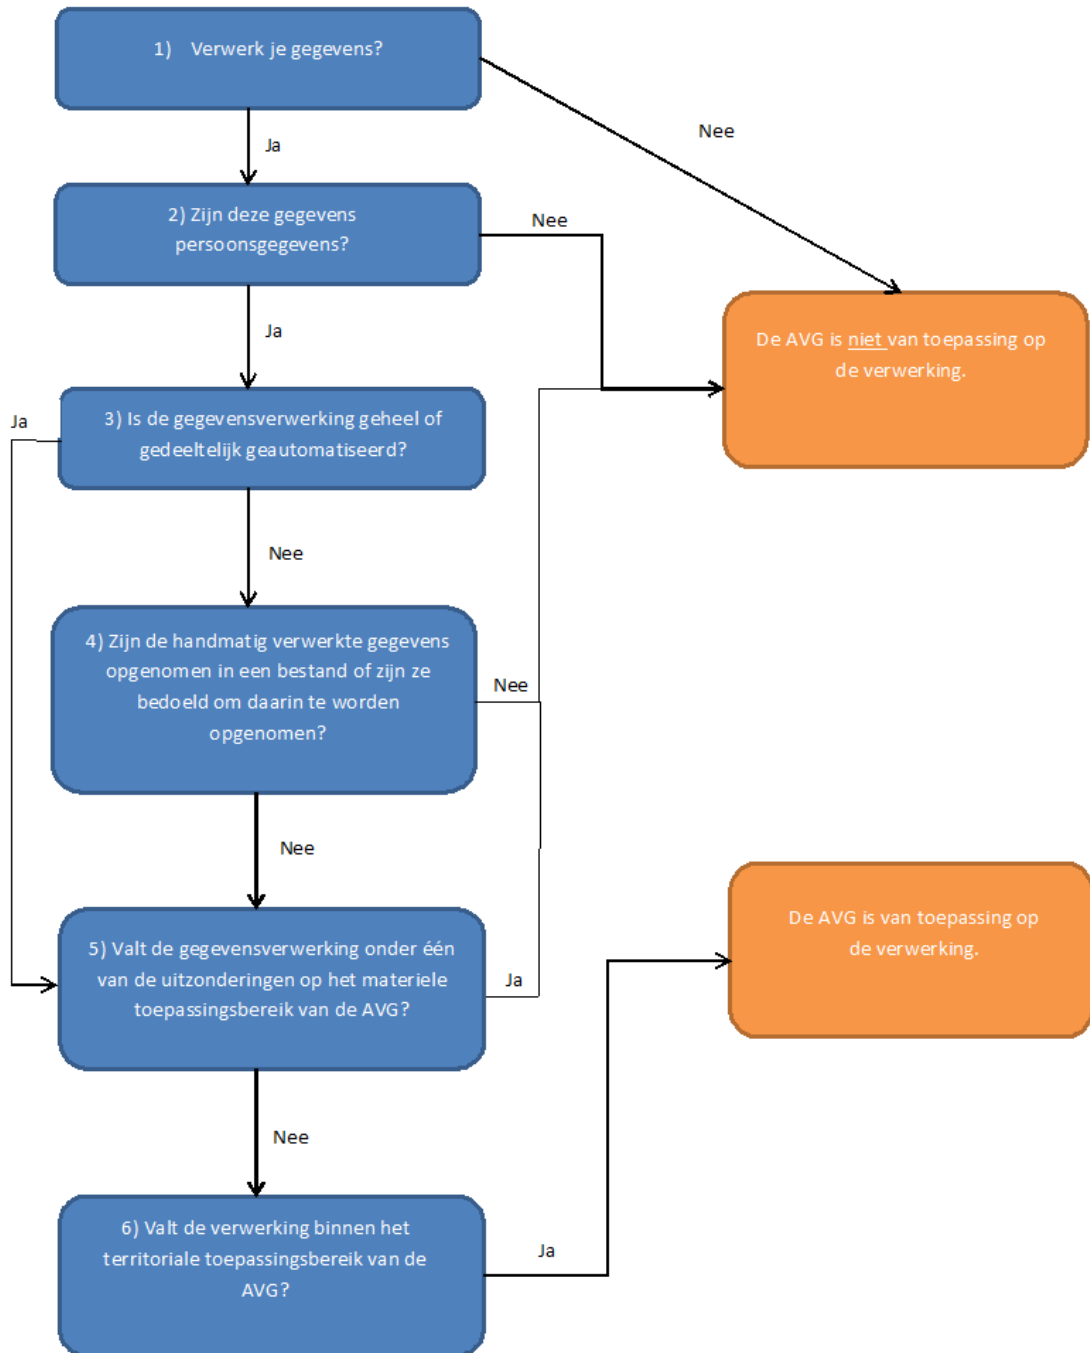 1) Verwerk je gegevens?
Nee
Ja
2) Zijn deze gegevens
persoonsgegevens?
Nee
Ja
De AVG is niet van toepassing op
de verwerking.
3) Is de gegevensverwerking geheel of
gedeeltelijk geautomatiseerd?
Ja
Nee
4) Zijn de handmatig verwerkte gegevens
opgenomen in een bestand of zijn ze
bedoeld om daarin te worden
opgenomen?
Nee
Nee
5) Valt de gegevensverwerking onder één
van de uitzonderingen op het materiele
toepassingsbereik van de AVG?
Ja
De AVG is van toepassing op
de verwerking.
Nee
6) Valt de verwerking binnen het
territoriale toepassingsbereik van de
AVG?
Ja